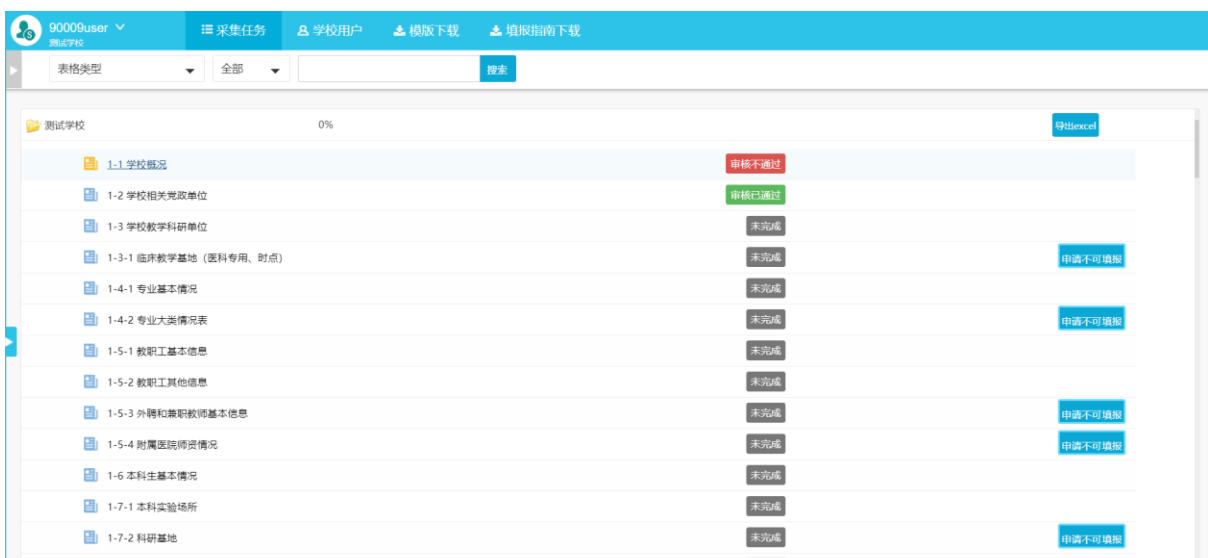 90009user 采集任务 学校用户 模版下载 填报指南下载
测试学校
表格类型 全部 搜索
测试学校 0% 导出excel
1-1 学校概况 审核不通过
1-2 学校相关党政单位 审核已通过
1-3 学校教学科研单位 未完成
1-3-1 临床教学基地（医科专用、时点） 未完成 申请不可填报
1-4-1 专业基本情况 未完成
1-4-2 专业大类情况表 未完成 申请不可填报
1-5-1 教职工基本信息 未完成
1-5-2 教职工其他信息 未完成
1-5-3 外聘和兼职教师基本信息 未完成 申请不可填报
1-5-4 附属医院师资情况 未完成 申请不可填报
1-6 本科生基本情况 未完成
1-7-1 本科实验场所 未完成
1-7-2 科研基地 未完成 申请不可填报